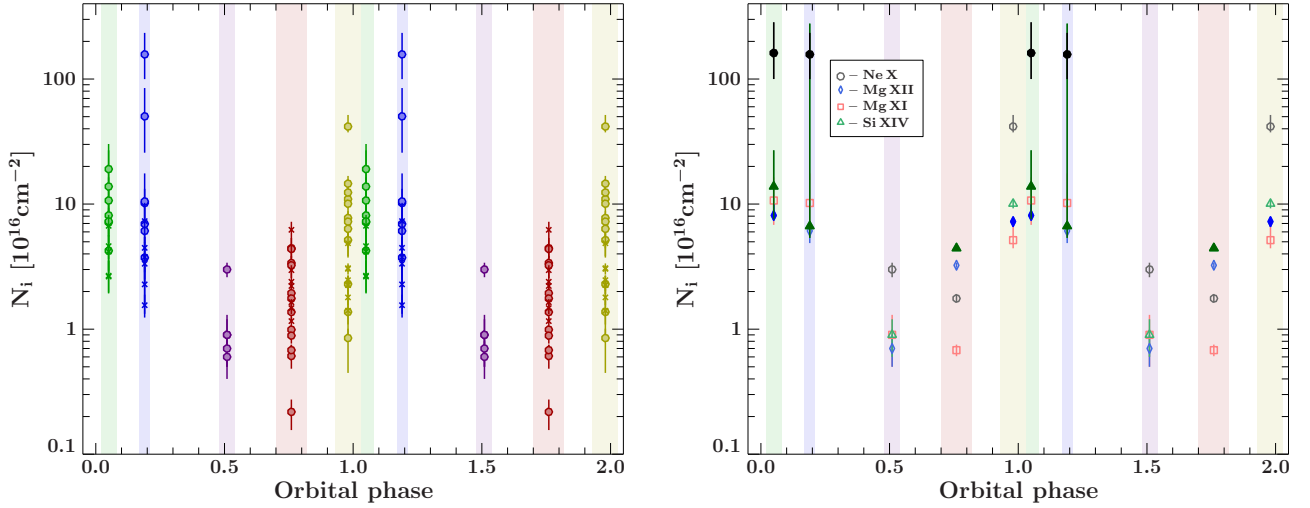 100
10
1
0.1
N_i [10^16 cm^-2]
0.0 0.5 1.0 1.5 2.0
Orbital phase
100
10
1
0.1
N_i [10^16 cm^-2]
– Ne X
– Mg XII
– Mg XI
– Si XIV
0.0 0.5 1.0 1.5 2.0
Orbital phase